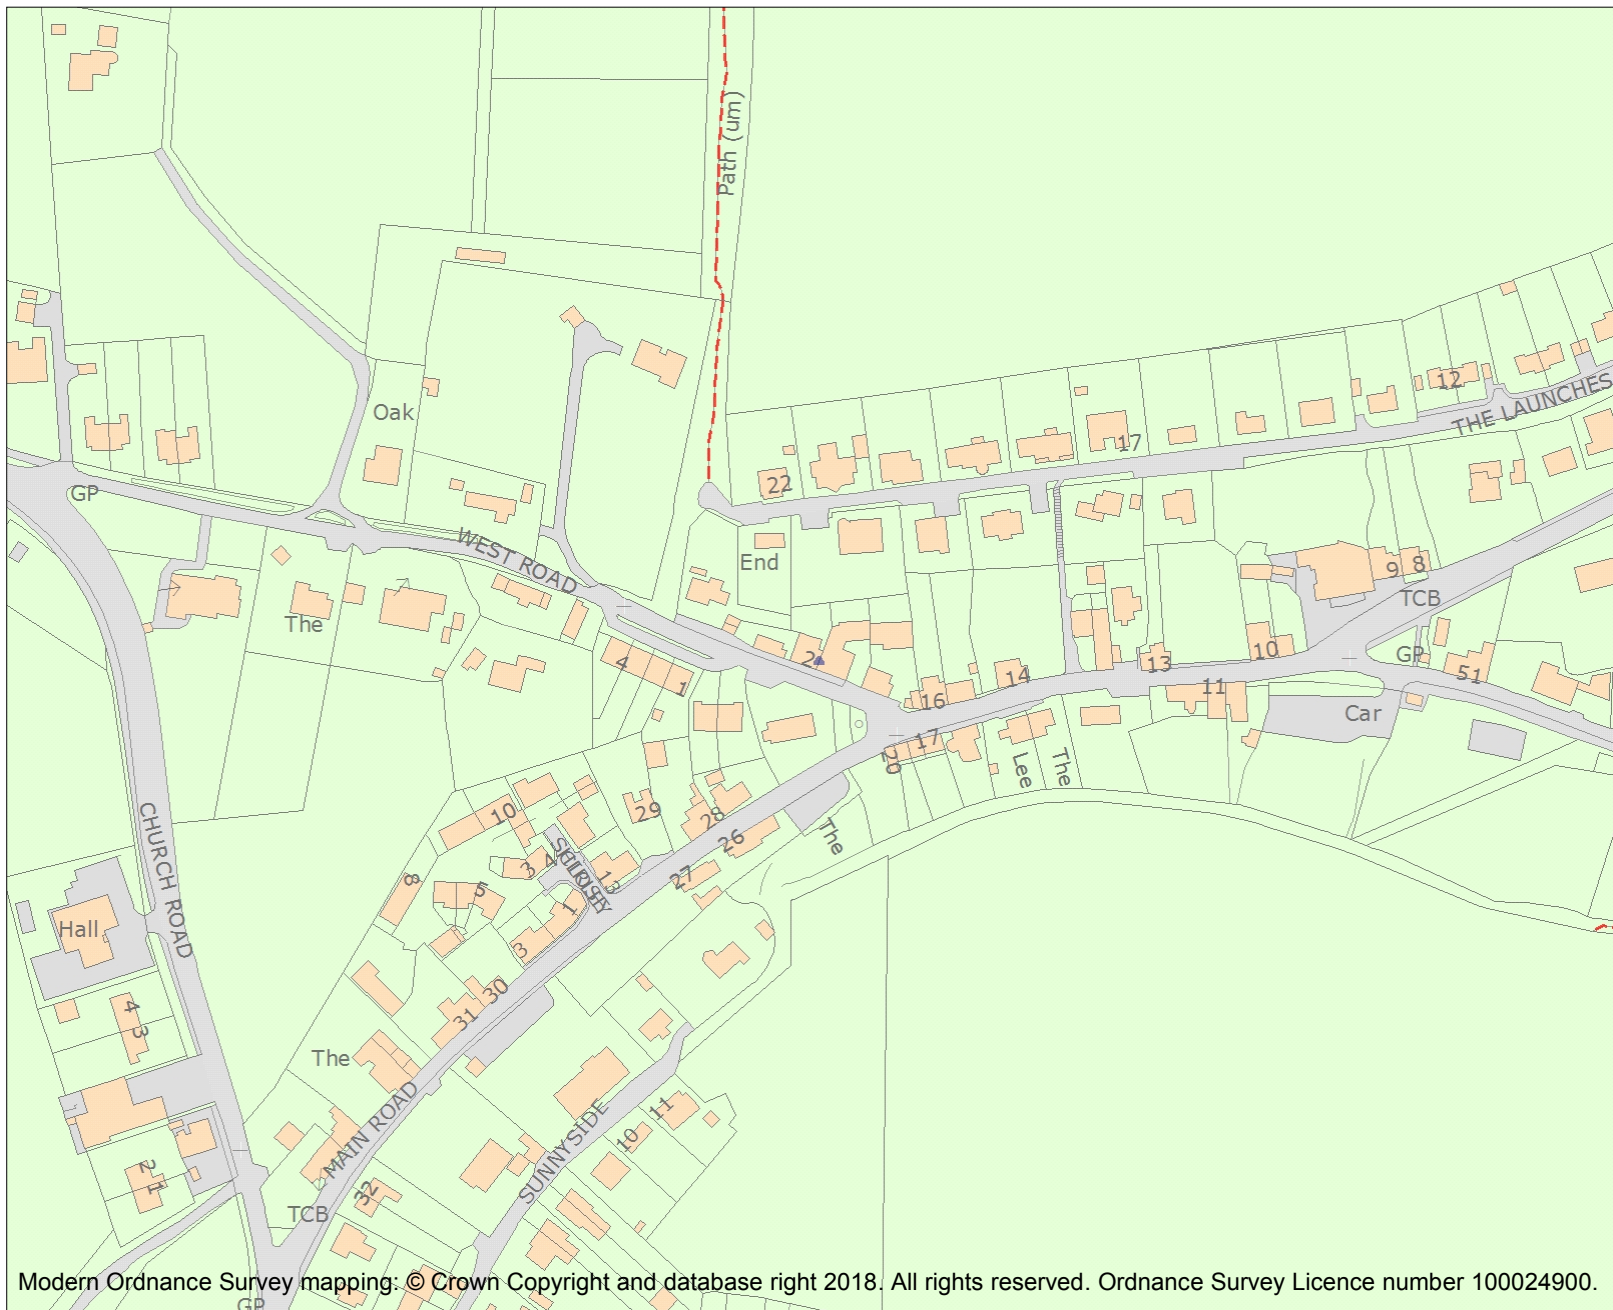 Path (um)
Oak
12
THE LAUNCHES
17
22
GP
WEST ROAD
End
9
8
TCB
The
4
2
1
13
10
GP
14
51
16
11
Car
17
20
Lee
The
10
29
28
26
The
CHURCH ROAD
3
4
27
13
8
5
1
Hall
3
30
31
4
3
The
MAIN ROAD
11
10
SUNNYSIDE
2
1
32
TCB
GP
Modern Ordnance Survey mapping: © Crown Copyright and database right 2018. All rights reserved. Ordnance Survey Licence number 100024900.